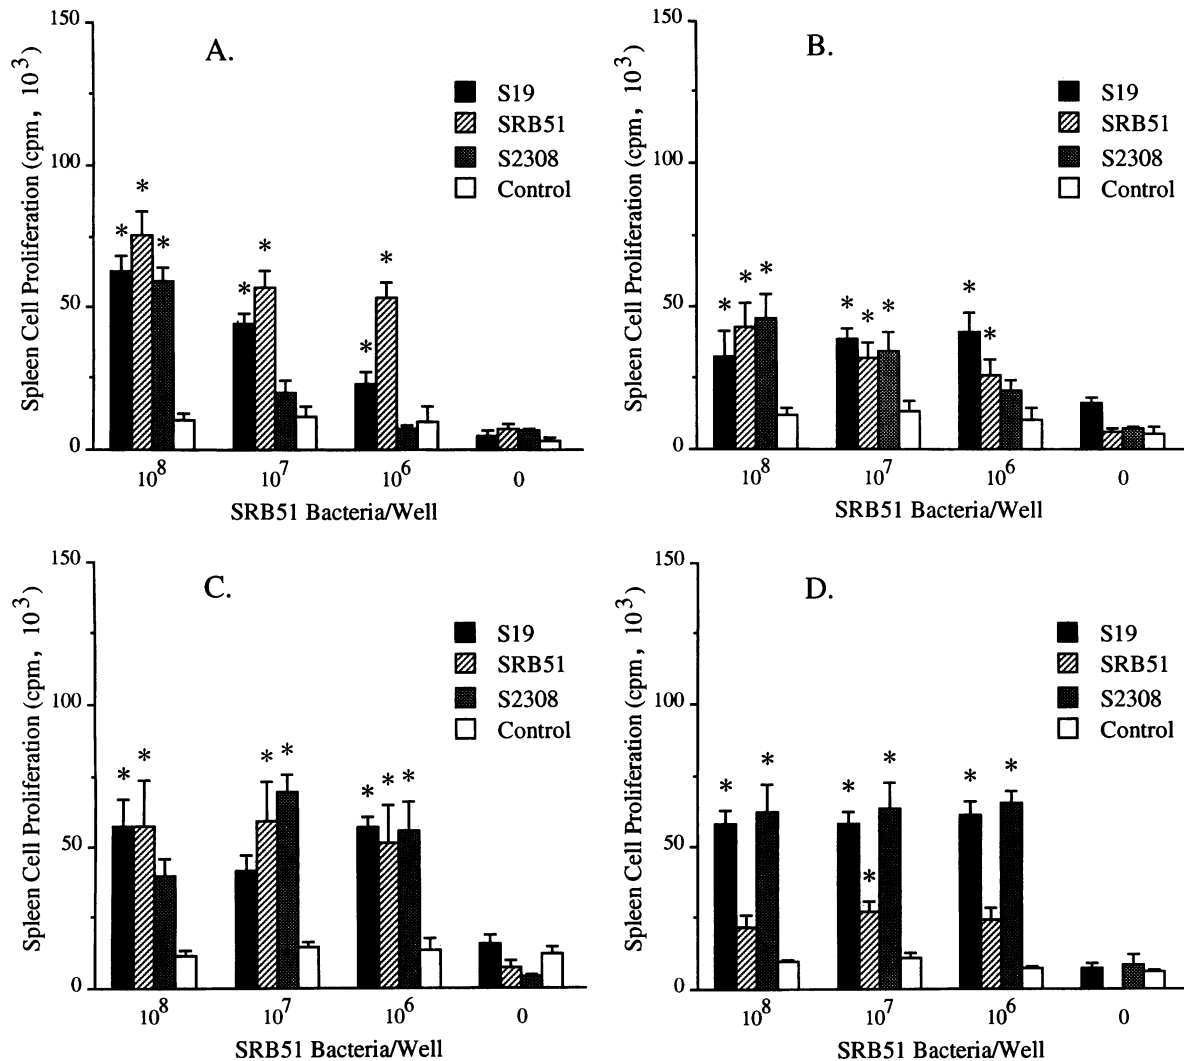 A.
Spleen Cell Proliferation (cpm, 10³)
150
100
50
0
S19
SRB51
S2308
Control
* * *
* *
* *
10⁸ 10⁷ 10⁶ 0
SRB51 Bacteria/Well
B.
Spleen Cell Proliferation (cpm, 10³)
150
100
50
0
S19
SRB51
S2308
Control
* * *
* * *
* *
10⁸ 10⁷ 10⁶ 0
SRB51 Bacteria/Well
C.
Spleen Cell Proliferation (cpm, 10³)
150
100
50
0
S19
SRB51
S2308
Control
* *
* *
* * *
10⁸ 10⁷ 10⁶ 0
SRB51 Bacteria/Well
D.
Spleen Cell Proliferation (cpm, 10³)
150
100
50
0
S19
SRB51
S2308
Control
* *
* * *
* *
10⁸ 10⁷ 10⁶ 0
SRB51 Bacteria/Well